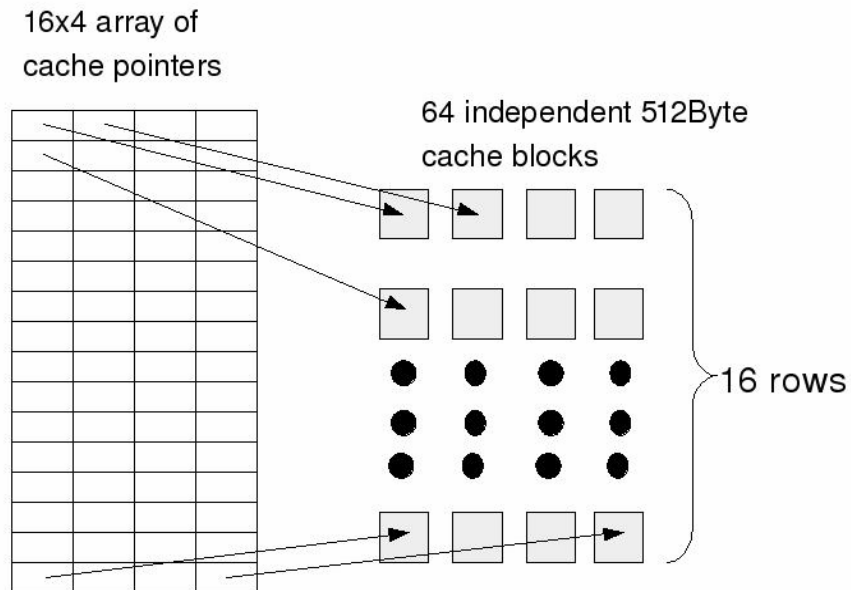 16x4 array of
cache pointers
64 independent 512Byte
cache blocks
16 rows